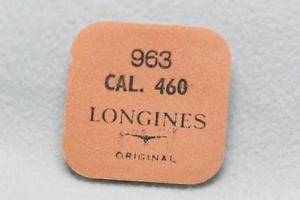 963
CAL. 460
LONGINES
ORIGINAL